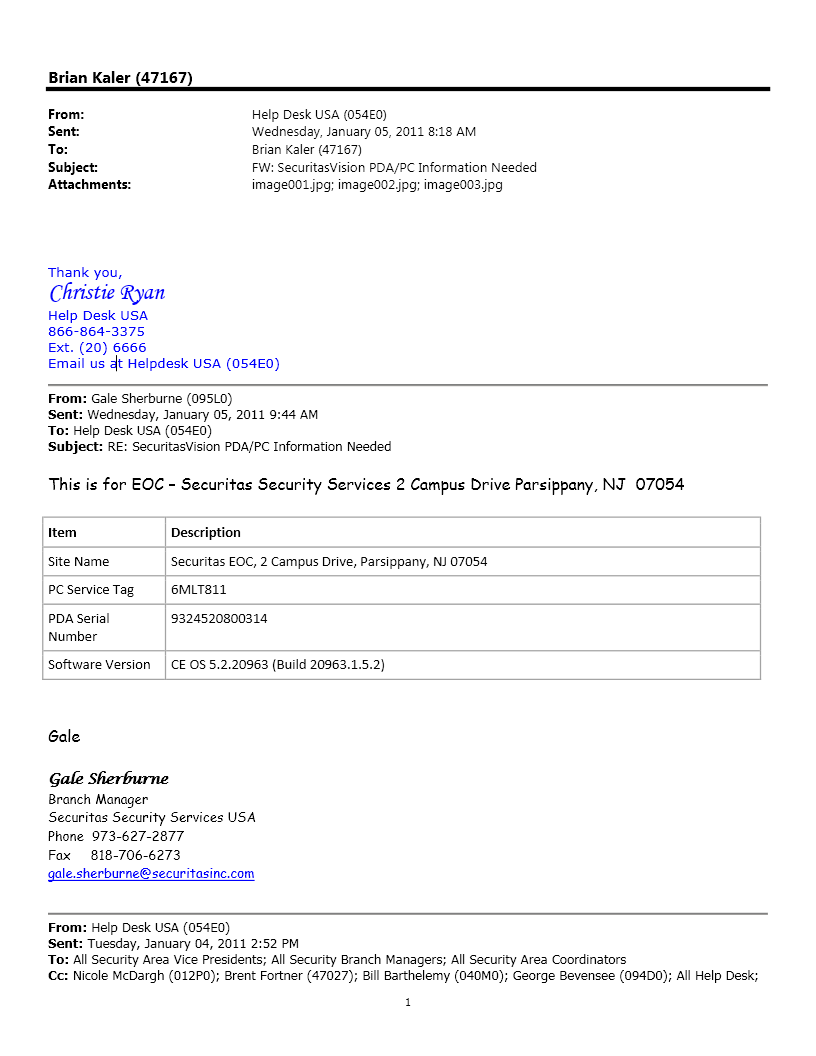 Brian Kaler (47167)
From: Help Desk USA (054E0)
Sent: Wednesday, January 05, 2011 8:18 AM
To: Brian Kaler (47167)
Subject: FW: SecuritasVision PDA/PC Information Needed
Attachments: image001.jpg; image002.jpg; image003.jpg
Thank you,
Christie Ryan
Help Desk USA
866-864-3375
Ext. (20) 6666
Email us at Helpdesk USA (054E0)
From: Gale Sherburne (095L0)
Sent: Wednesday, January 05, 2011 9:44 AM
To: Help Desk USA (054E0)
Subject: RE: SecuritasVision PDA/PC Information Needed
This is for EOC – Securitas Security Services 2 Campus Drive Parsippany, NJ 07054
Item Description
Site Name Securitas EOC, 2 Campus Drive, Parsippany, NJ 07054
PC Service Tag 6MLT811
PDA Serial 9324520800314
Number
Software Version CE OS 5.2.20963 (Build 20963.1.5.2)
Gale
Gale Sherburne
Branch Manager
Securitas Security Services USA
Phone 973-627-2877
Fax 818-706-6273
gale.sherburne@securitasinc.com
From: Help Desk USA (054E0)
Sent: Tuesday, January 04, 2011 2:52 PM
To: All Security Area Vice Presidents; All Security Branch Managers; All Security Area Coordinators
Cc: Nicole McDargh (012P0); Brent Fortner (47027); Bill Barthelemy (040M0); George Bevensee (094D0); All Help Desk;
1